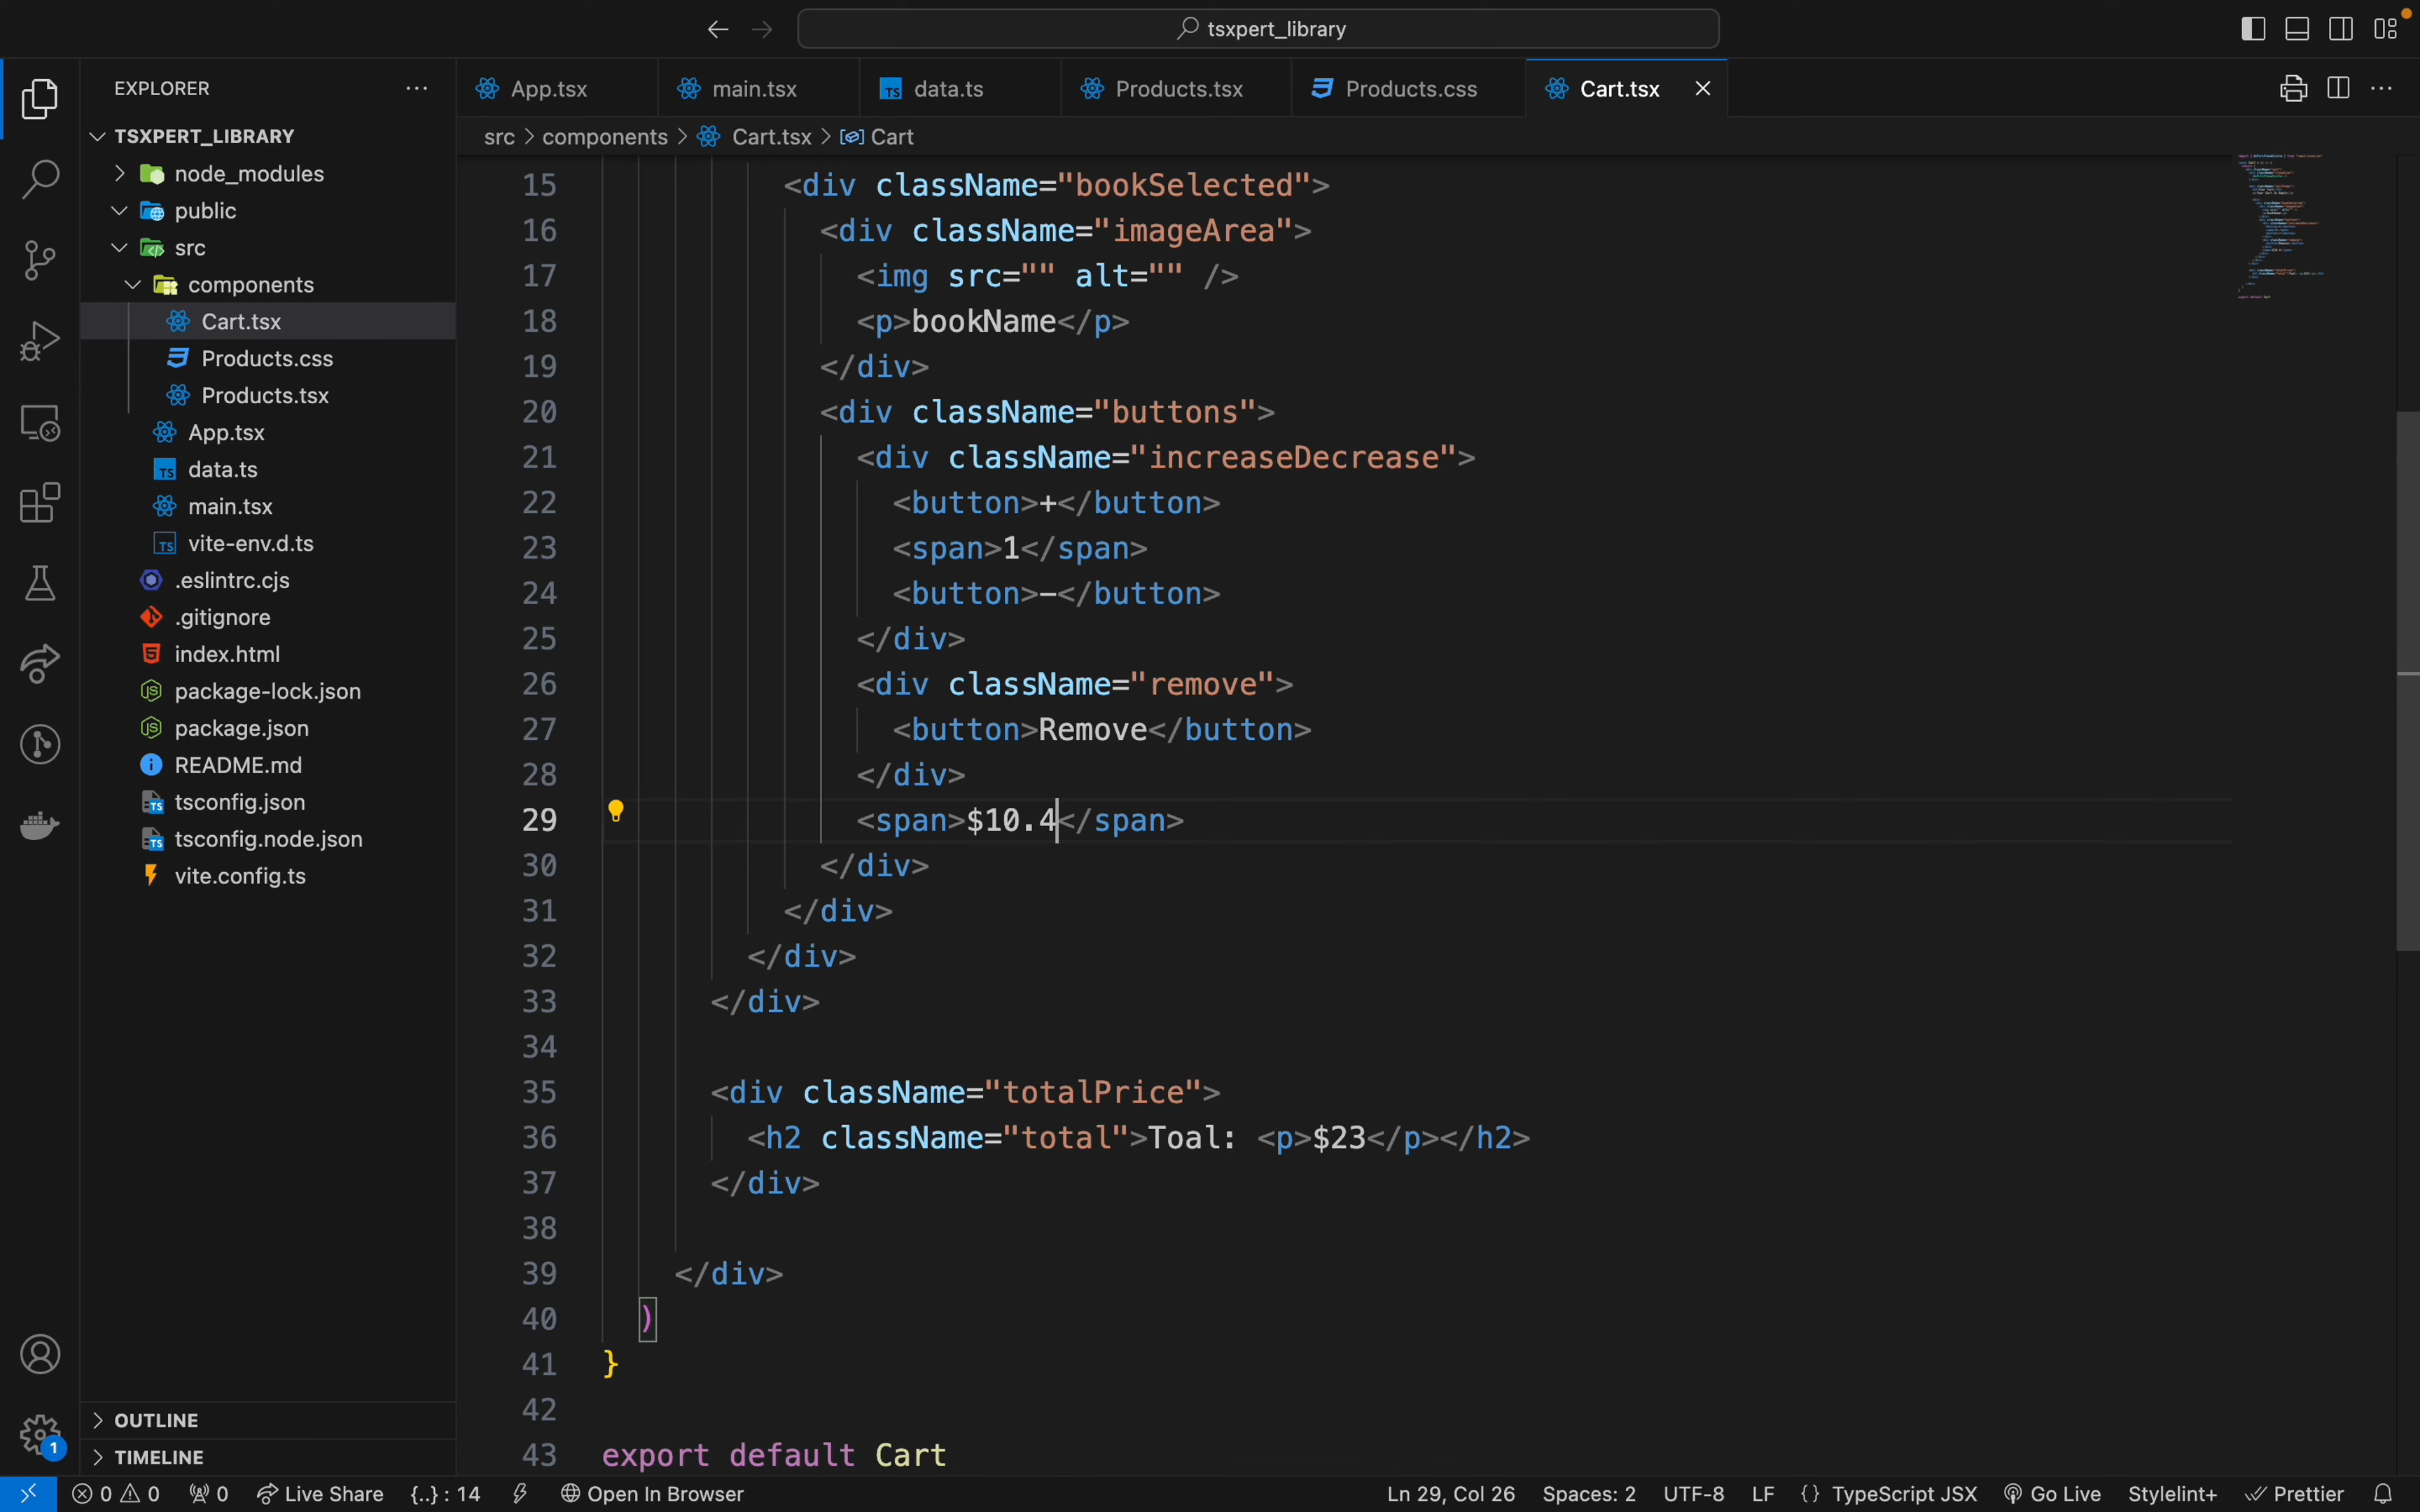 tsxpert_library
EXPLORER
TSXPERT_LIBRARY
node_modules
public
src
components
Cart.tsx
Products.css
Products.tsx
App.tsx
data.ts
main.tsx
vite-env.d.ts
.eslintrc.cjs
.gitignore
index.html
package-lock.json
package.json
README.md
tsconfig.json
tsconfig.node.json
vite.config.ts
OUTLINE
TIMELINE
App.tsx main.tsx data.ts Products.tsx Products.css Cart.tsx
src > components > Cart.tsx > Cart
15 <div className="bookSelected">
16 <div className="imageArea">
17 <img src="" alt="" />
18 <p>bookName</p>
19 </div>
20 <div className="buttons">
21 <div className="increaseDecrease">
22 <button>+</button>
23 <span>1</span>
24 <button>-</button>
25 </div>
26 <div className="remove">
27 <button>Remove</button>
28 </div>
29 <span>$10.4</span>
30 </div>
31 </div>
32 </div>
33 </div>
34
35 <div className="totalPrice">
36 <h2 className="total">Toal: <p>$23</p></h2>
37 </div>
38
39 </div>
40 )
41 }
42
43 export default Cart
1
0 0 0 Live Share {..} : 14 Open In Browser Ln 29, Col 26 Spaces: 2 UTF-8 LF {} TypeScript JSX Go Live Stylelint+ Prettier